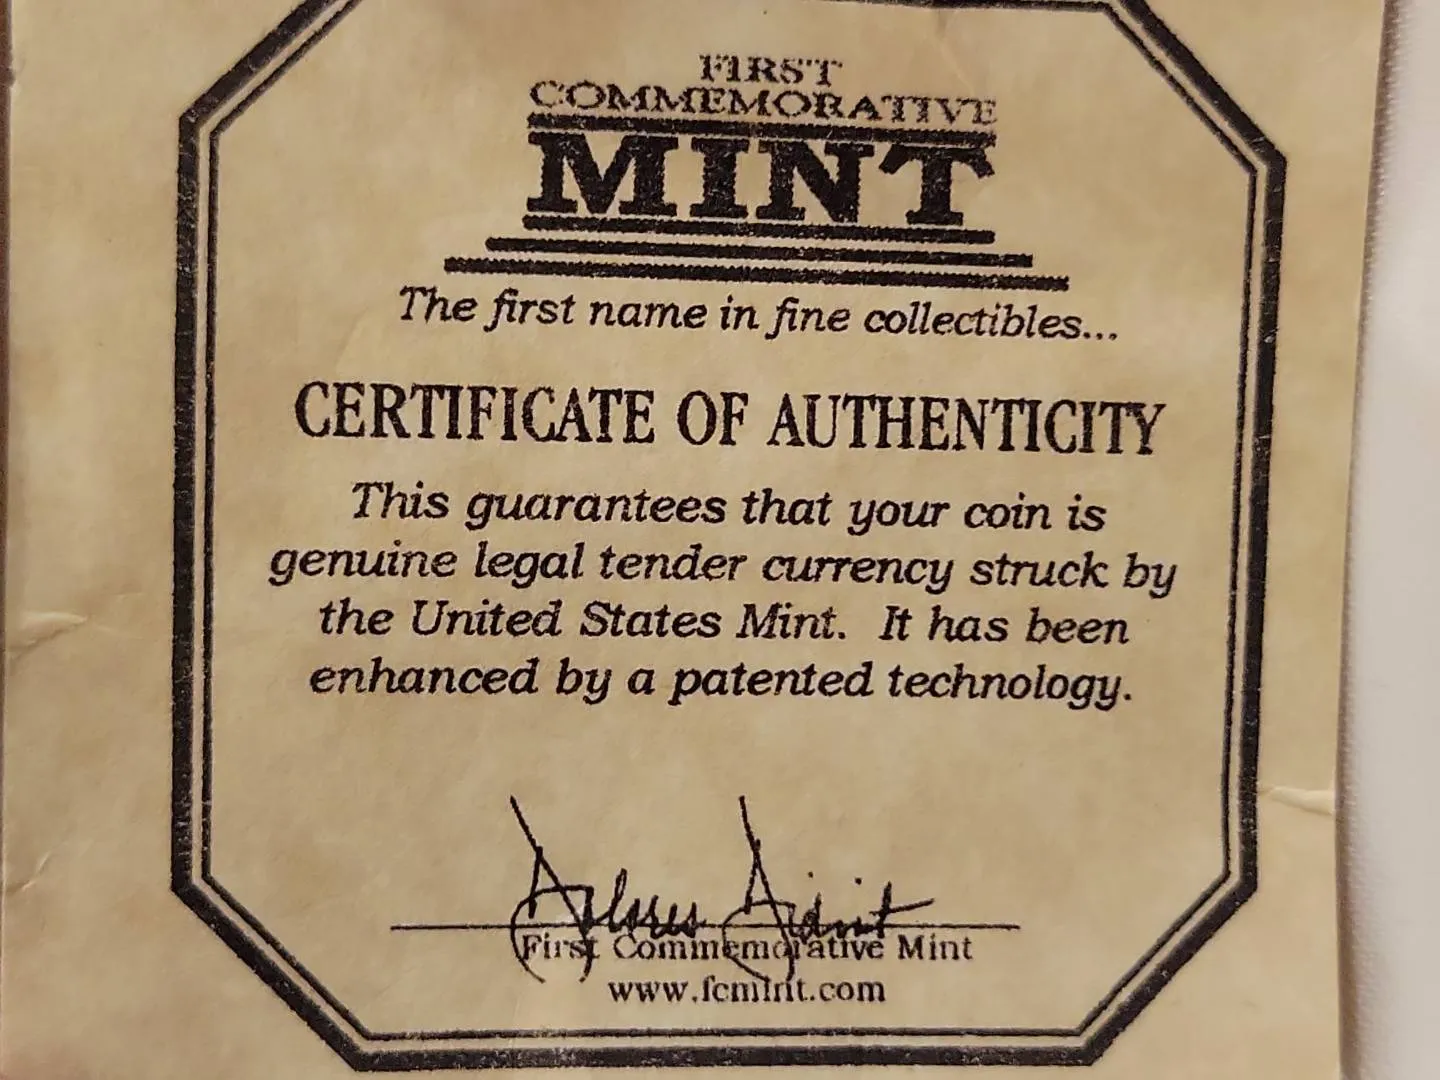 FIRST
COMMEMORATIVE
MINT
The first name in fine collectibles...
CERTIFICATE OF AUTHENTICITY
This guarantees that your coin is
genuine legal tender currency struck by
the United States Mint. It has been
enhanced by a patented technology.
First Commemorative Mint
www.fcmint.com